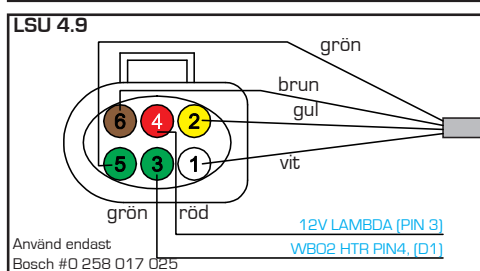 LSU 4.9
grön
brun
gul
6 4 2
5 3 1
vit
grön röd
12V LAMBDA (PIN 3)
WBO2 HTR PIN4, (D1)
Använd endast
Bosch #0 258 017 025